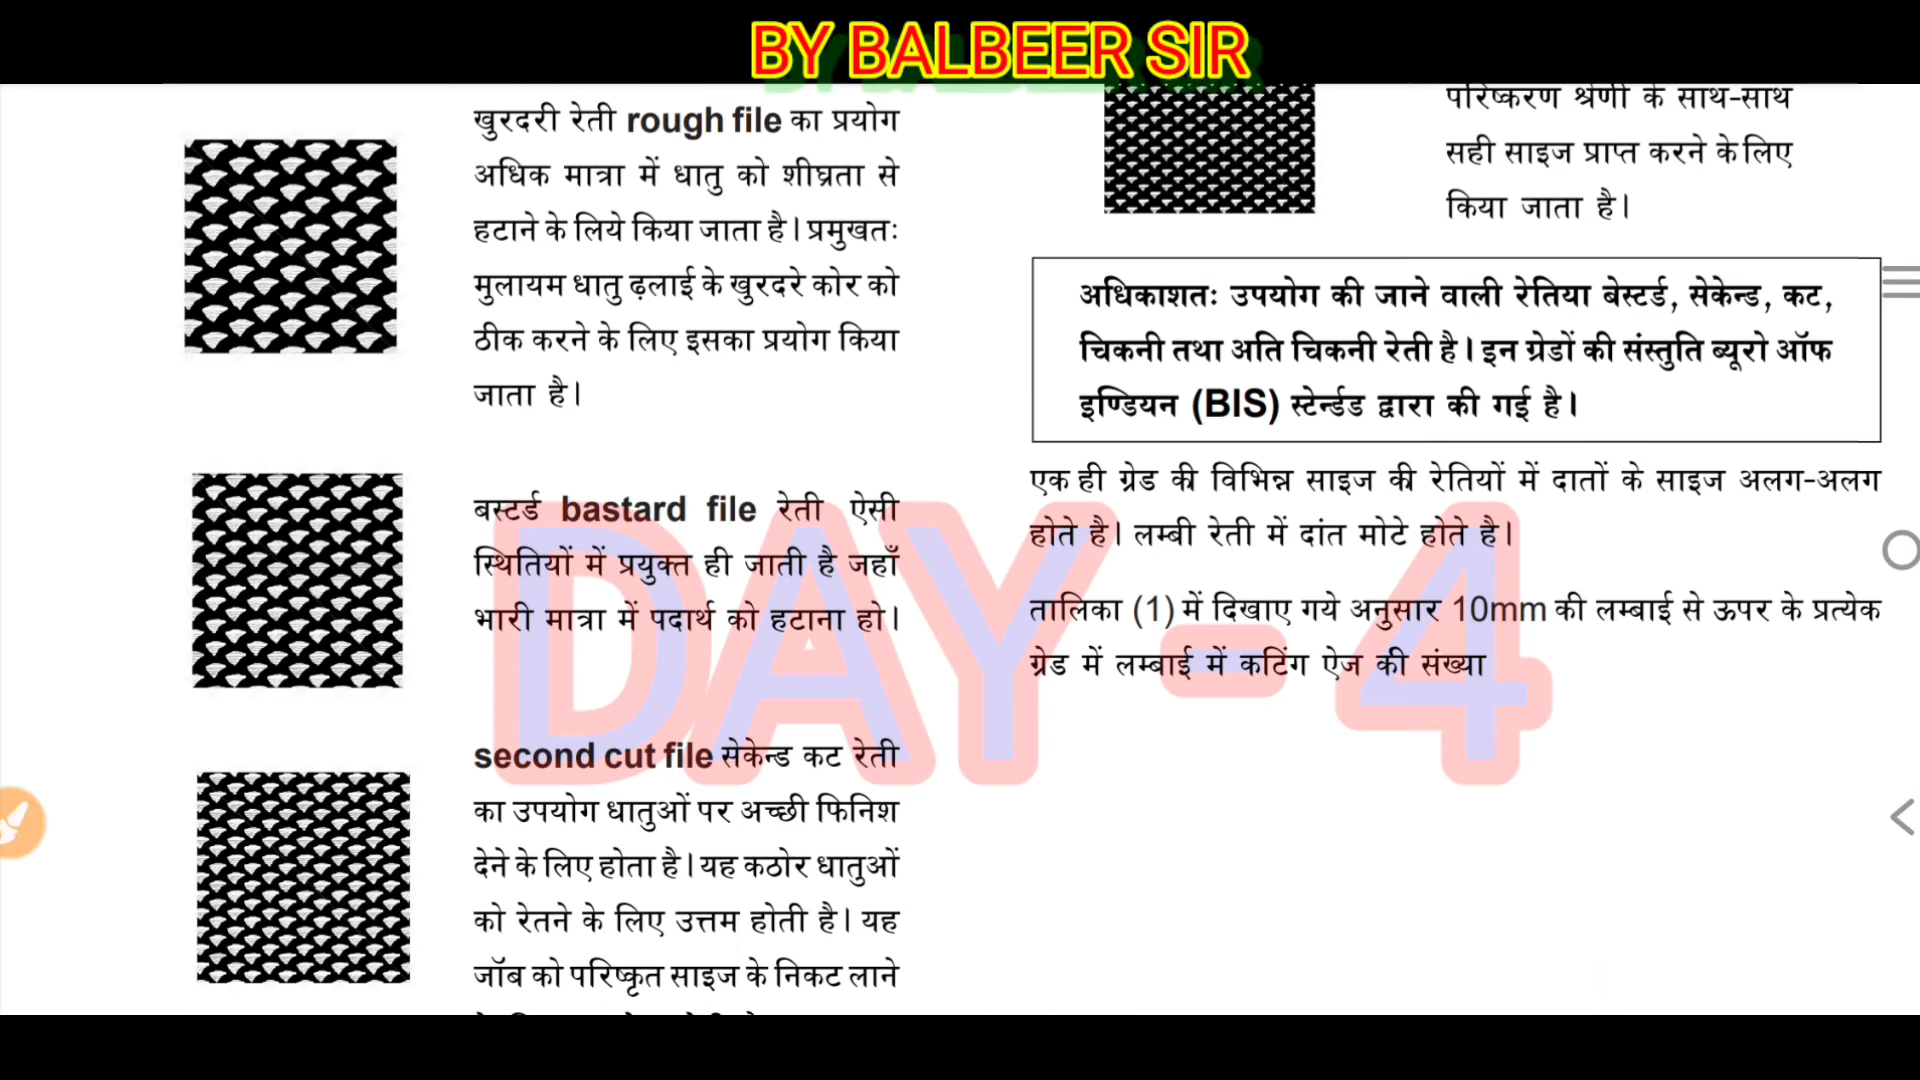 BY BALBEER SIR
खुरदरी रेती rough file का प्रयोग
अधिक मात्रा में धातु को शीघ्रता से
हटाने के लिये किया जाता है। प्रमुखतः
मुलायम धातु ढ़लाई के खुरदरे कोर को
ठीक करने के लिए इसका प्रयोग किया
जाता है।
बस्टर्ड bastard file रेती ऐसी
स्थितियों में प्रयुक्त ही जाती है जहाँ
भारी मात्रा में पदार्थ को हटाना हो।
second cut file सेकेन्ड कट रेती
का उपयोग धातुओं पर अच्छी फिनिश
देने के लिए होता है। यह कठोर धातुओं
को रेतने के लिए उत्तम होती है। यह
जॉब को परिष्कृत साइज के निकट लाने
परिष्करण श्रेणी के साथ-साथ
सही साइज प्राप्त करने के लिए
किया जाता है।
अधिकाशतः उपयोग की जाने वाली रेतिया बेस्टर्ड, सेकेन्ड, कट,
चिकनी तथा अति चिकनी रेती है। इन ग्रेडों की संस्तुति ब्यूरो ऑफ
इण्डियन (BIS) स्टेर्न्डड द्वारा की गई है।
एक ही ग्रेड की विभिन्न साइज की रेतियों में दातों के साइज अलग-अलग
होते है। लम्बी रेती में दांत मोटे होते है।
तालिका (1) में दिखाए गये अनुसार 10mm की लम्बाई से ऊपर के प्रत्येक
ग्रेड में लम्बाई में कटिंग ऐज की संख्या
DAY - 4